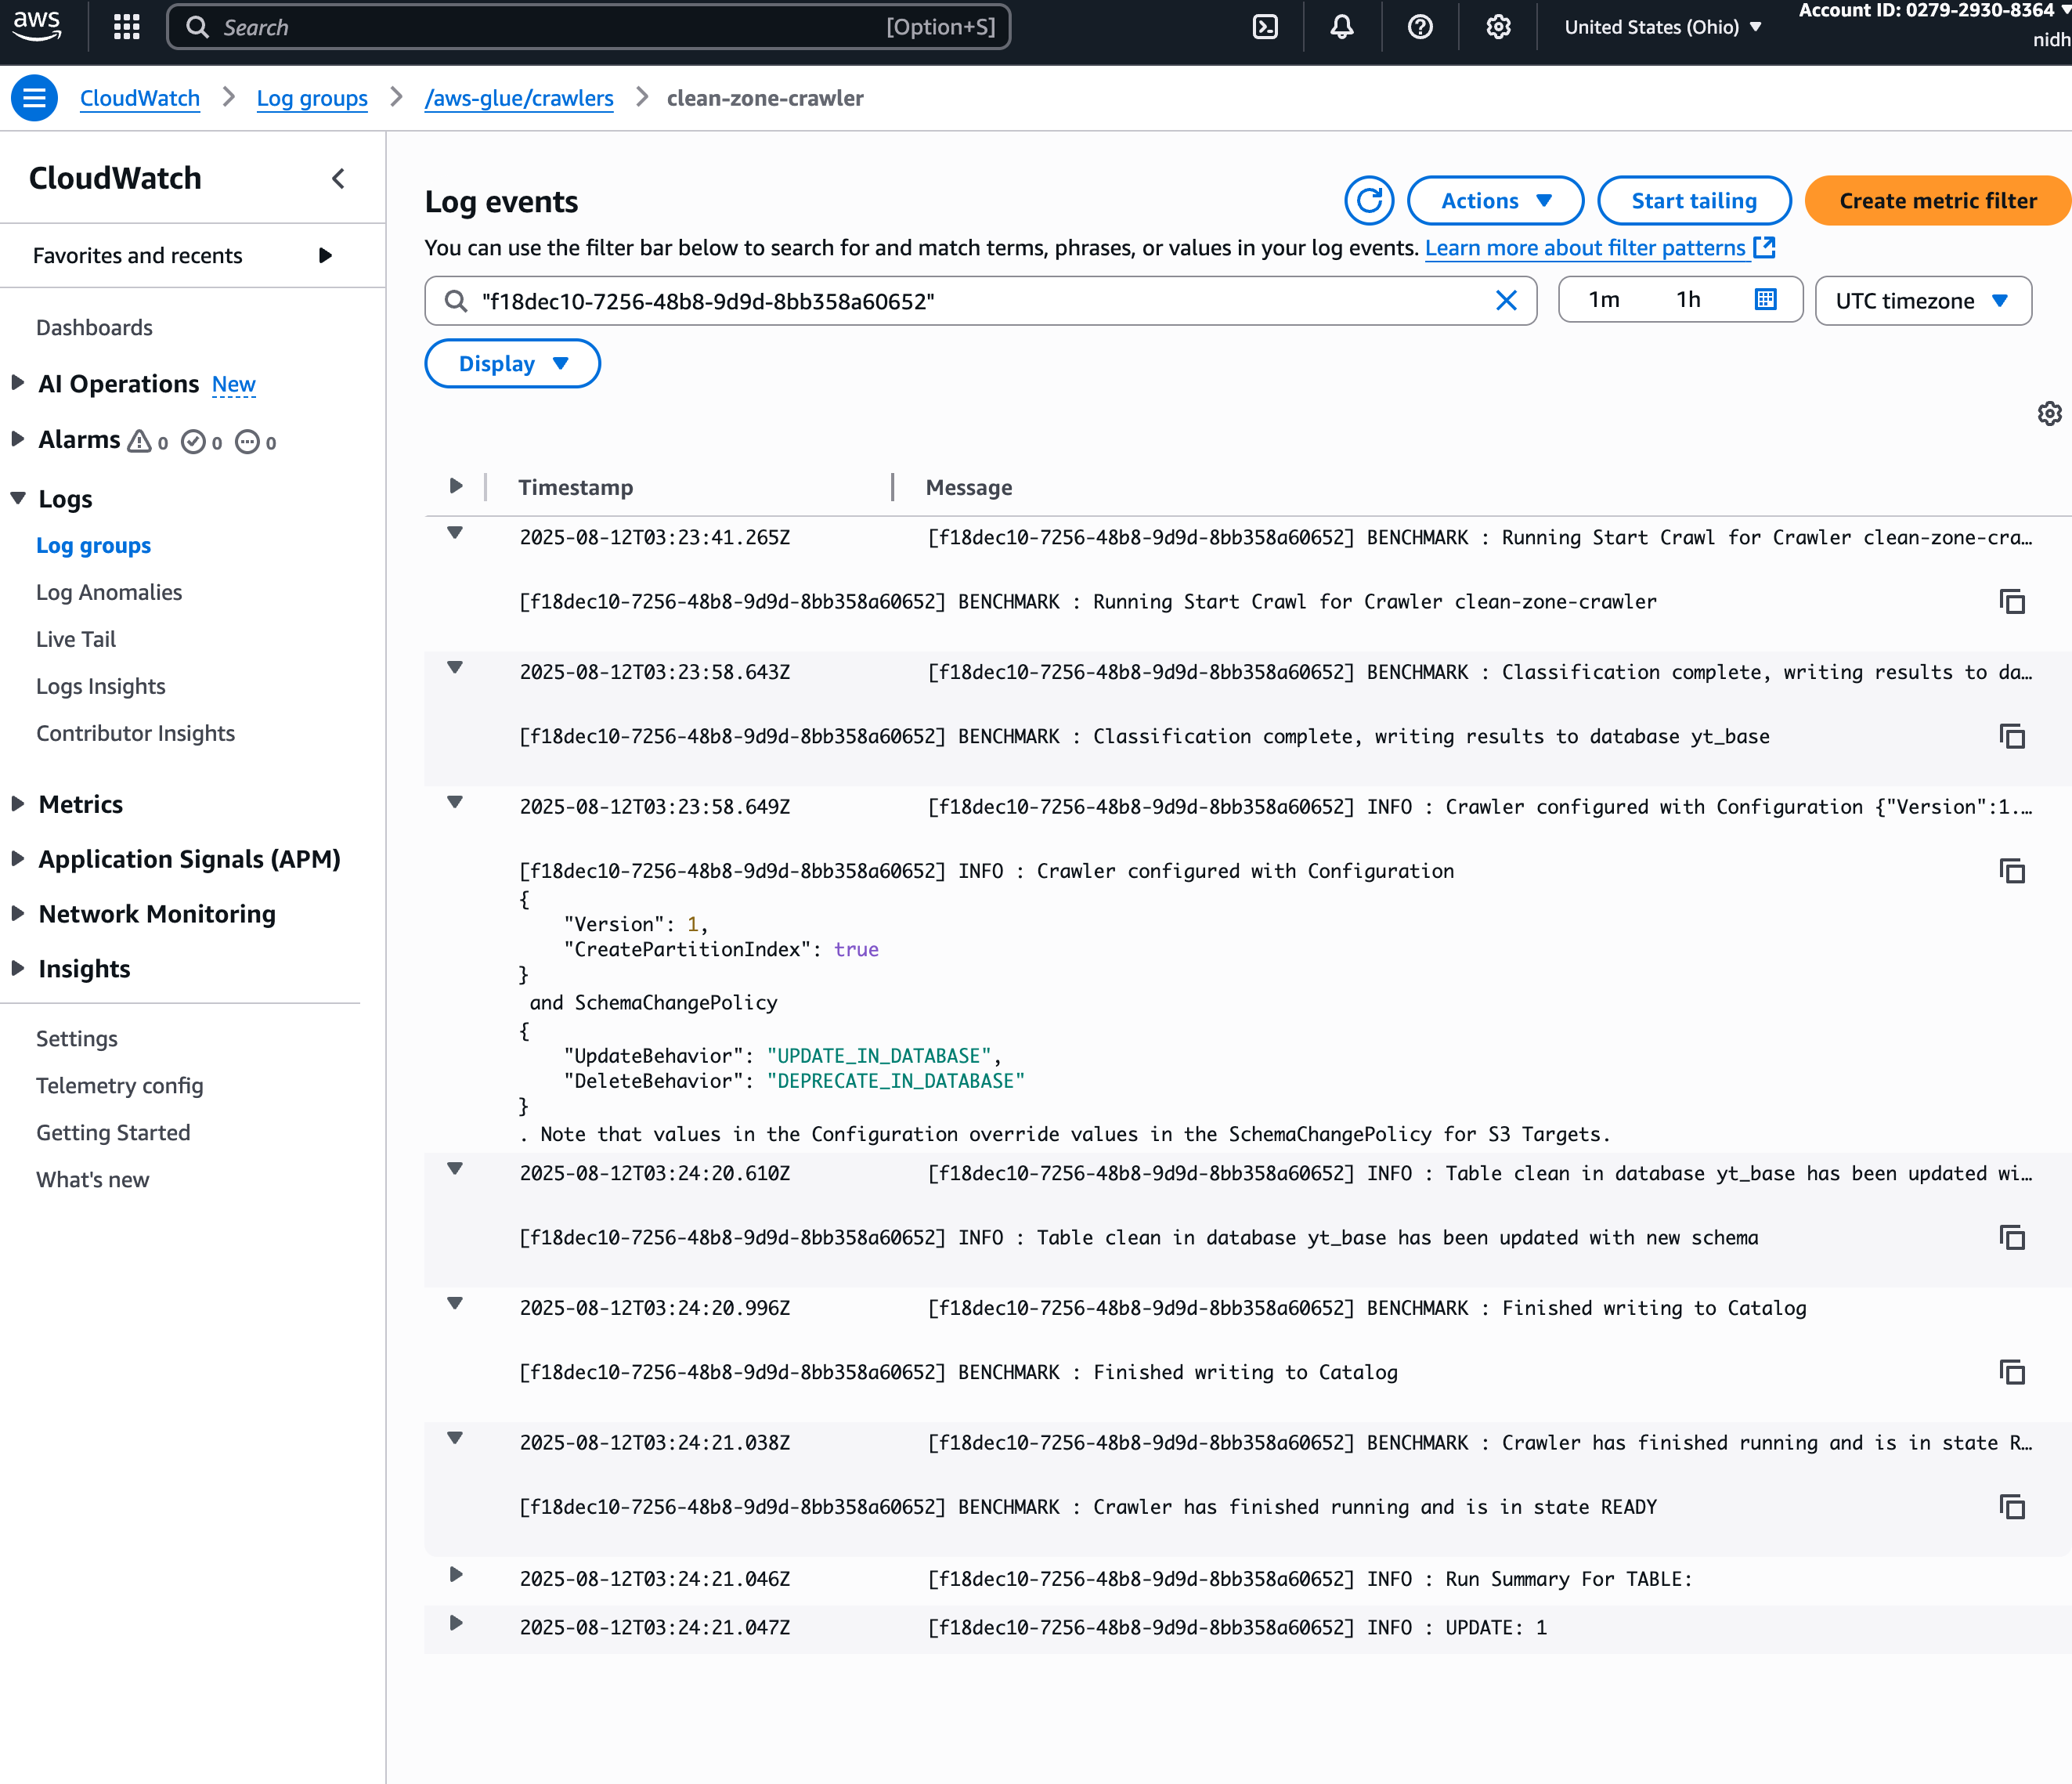 aws
Search [Option+S]
United States (Ohio)
Account ID: 0279-2930-8364
nidh
CloudWatch > Log groups > /aws-glue/crawlers > clean-zone-crawler
CloudWatch
Favorites and recents
Dashboards
AI Operations New
Alarms 0 0 0
Logs
Log groups
Log Anomalies
Live Tail
Logs Insights
Contributor Insights
Metrics
Application Signals (APM)
Network Monitoring
Insights
Settings
Telemetry config
Getting Started
What's new
Log events
Actions
Start tailing
Create metric filter
You can use the filter bar below to search for and match terms, phrases, or values in your log events. Learn more about filter patterns
"f18dec10-7256-48b8-9d9d-8bb358a60652"
1m 1h
UTC timezone
Display
Timestamp Message
2025-08-12T03:23:41.265Z [f18dec10-7256-48b8-9d9d-8bb358a60652] BENCHMARK : Running Start Crawl for Crawler clean-zone-cra…
[f18dec10-7256-48b8-9d9d-8bb358a60652] BENCHMARK : Running Start Crawl for Crawler clean-zone-crawler
2025-08-12T03:23:58.643Z [f18dec10-7256-48b8-9d9d-8bb358a60652] BENCHMARK : Classification complete, writing results to da…
[f18dec10-7256-48b8-9d9d-8bb358a60652] BENCHMARK : Classification complete, writing results to database yt_base
2025-08-12T03:23:58.649Z [f18dec10-7256-48b8-9d9d-8bb358a60652] INFO : Crawler configured with Configuration {"Version":1.…
[f18dec10-7256-48b8-9d9d-8bb358a60652] INFO : Crawler configured with Configuration
{
"Version": 1,
"CreatePartitionIndex": true
}
and SchemaChangePolicy
{
"UpdateBehavior": "UPDATE_IN_DATABASE",
"DeleteBehavior": "DEPRECATE_IN_DATABASE"
}
. Note that values in the Configuration override values in the SchemaChangePolicy for S3 Targets.
2025-08-12T03:24:20.610Z [f18dec10-7256-48b8-9d9d-8bb358a60652] INFO : Table clean in database yt_base has been updated wi…
[f18dec10-7256-48b8-9d9d-8bb358a60652] INFO : Table clean in database yt_base has been updated with new schema
2025-08-12T03:24:20.996Z [f18dec10-7256-48b8-9d9d-8bb358a60652] BENCHMARK : Finished writing to Catalog
[f18dec10-7256-48b8-9d9d-8bb358a60652] BENCHMARK : Finished writing to Catalog
2025-08-12T03:24:21.038Z [f18dec10-7256-48b8-9d9d-8bb358a60652] BENCHMARK : Crawler has finished running and is in state R…
[f18dec10-7256-48b8-9d9d-8bb358a60652] BENCHMARK : Crawler has finished running and is in state READY
2025-08-12T03:24:21.046Z [f18dec10-7256-48b8-9d9d-8bb358a60652] INFO : Run Summary For TABLE:
2025-08-12T03:24:21.047Z [f18dec10-7256-48b8-9d9d-8bb358a60652] INFO : UPDATE: 1